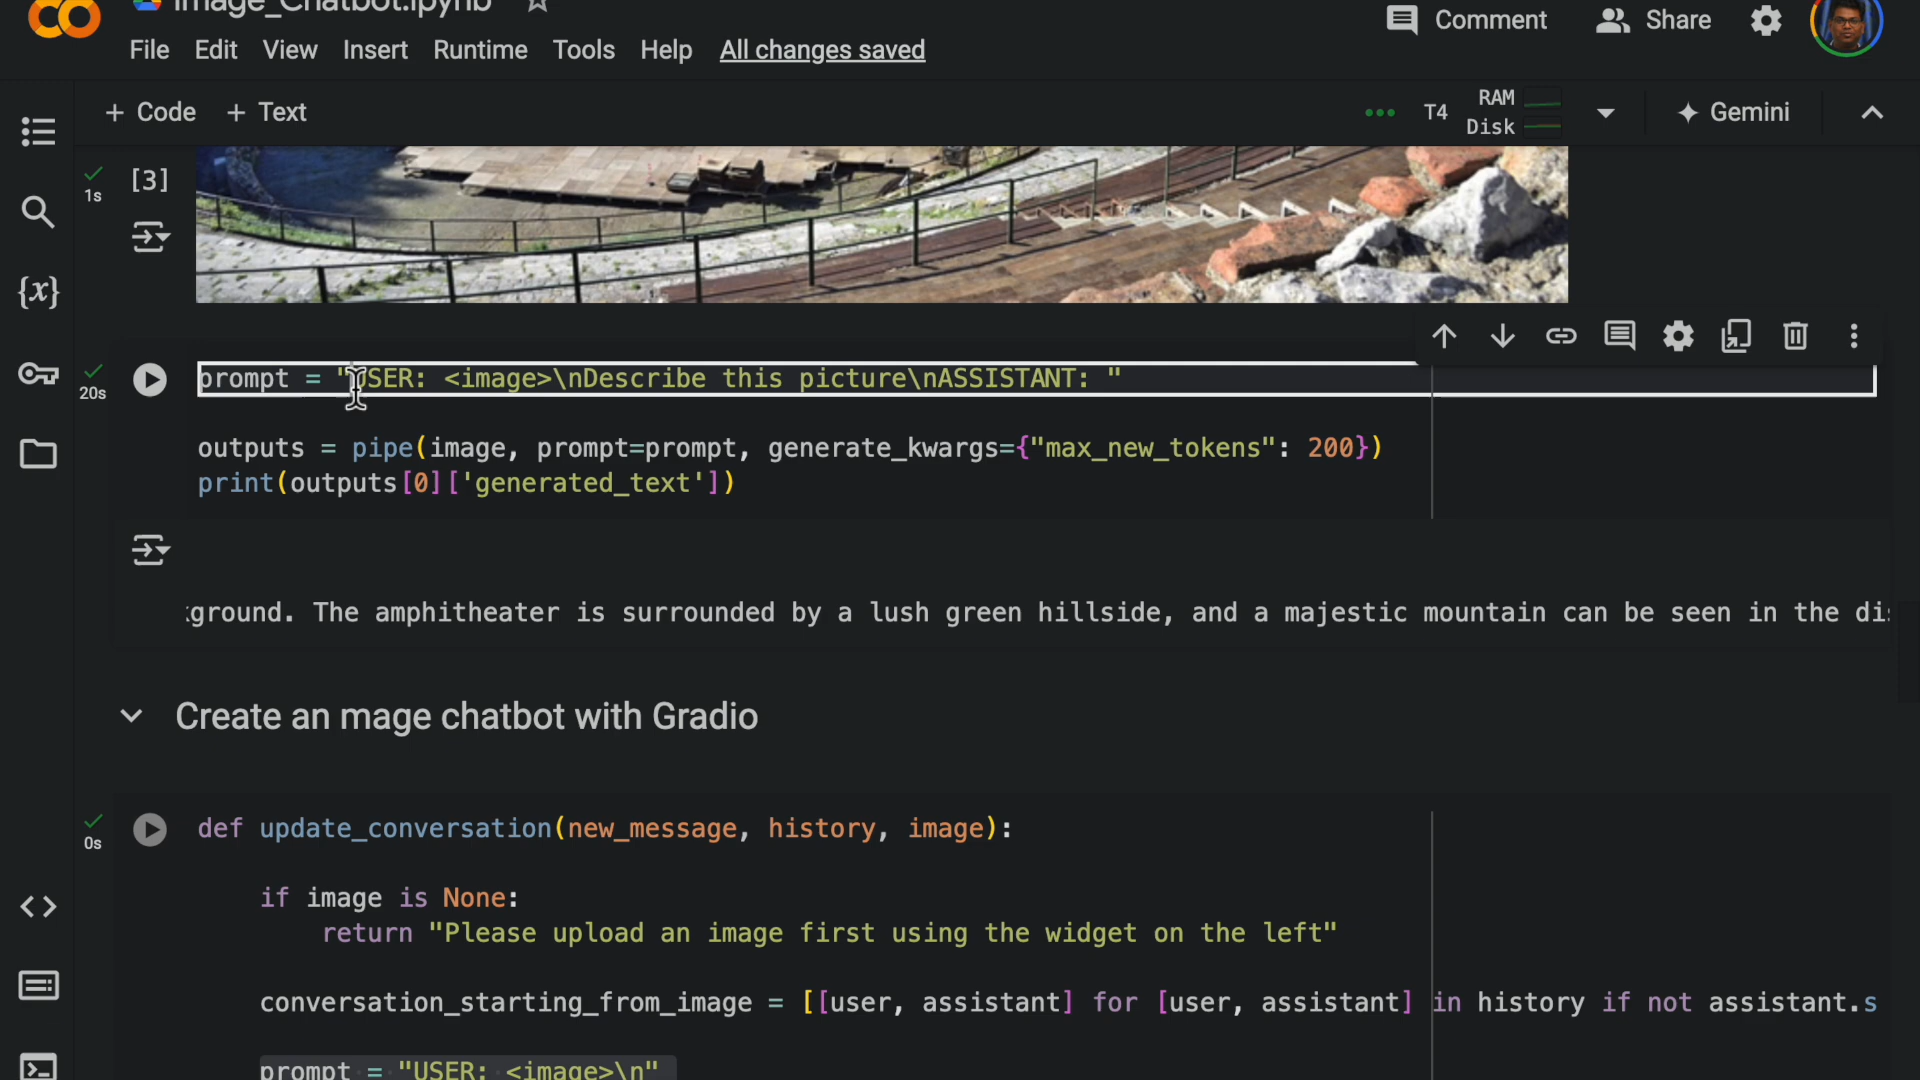 Image_Chatbot.ipynb
Comment
Share
File Edit View Insert Runtime Tools Help All changes saved
+ Code + Text
T4
RAM
Disk
Gemini
[3]
1s
{x}
20s
prompt = "USER: <image>\nDescribe this picture\nASSISTANT: "
outputs = pipe(image, prompt=prompt, generate_kwargs={"max_new_tokens": 200})
print(outputs[0]['generated_text'])
ground. The amphitheater is surrounded by a lush green hillside, and a majestic mountain can be seen in the
Create an mage chatbot with Gradio
0s
def update_conversation(new_message, history, image):
if image is None:
return "Please upload an image first using the widget on the left"
conversation_starting_from_image = [[user, assistant] for [user, assistant] in history if not assistant.s
prompt = "USER: <image>\n"